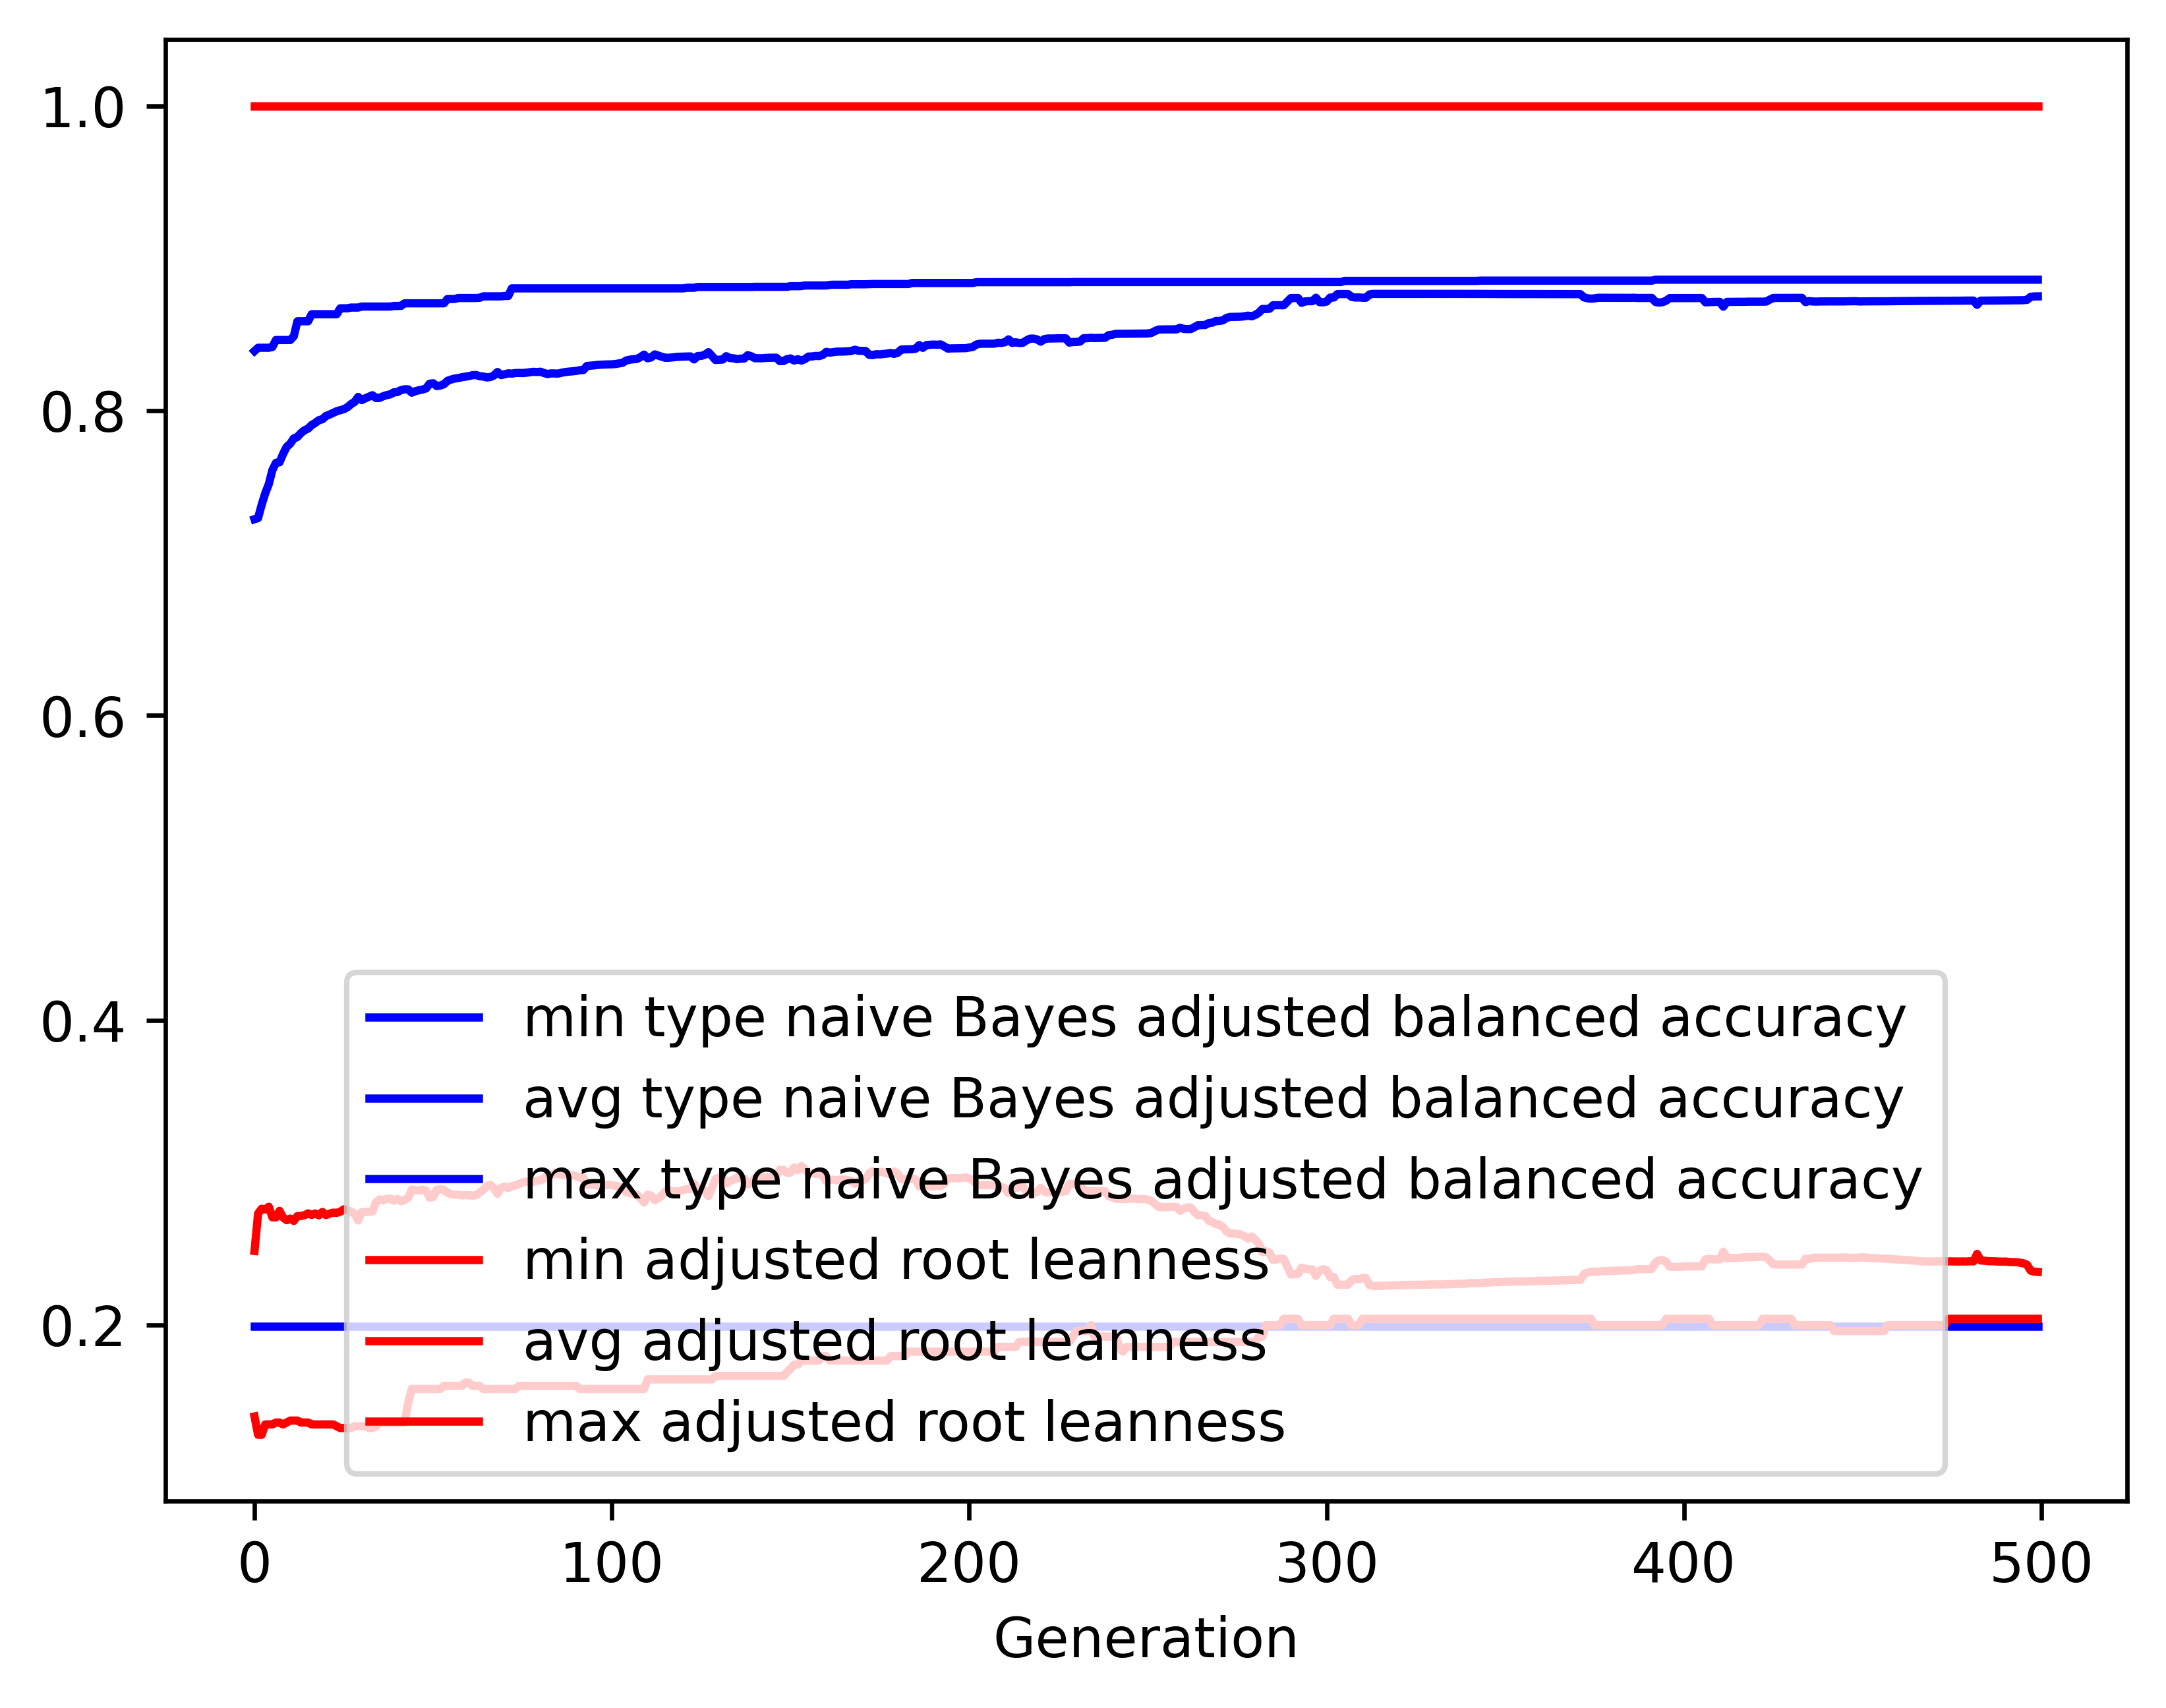 1.0
0.8
0.6
0.4
0.2
min type naive Bayes adjusted balanced accuracy
avg type naive Bayes adjusted balanced accuracy
max type naive Bayes adjusted balanced accuracy
min adjusted root leanness
avg adjusted root leanness
max adjusted root leanness
0 100 200 300 400 500
Generation